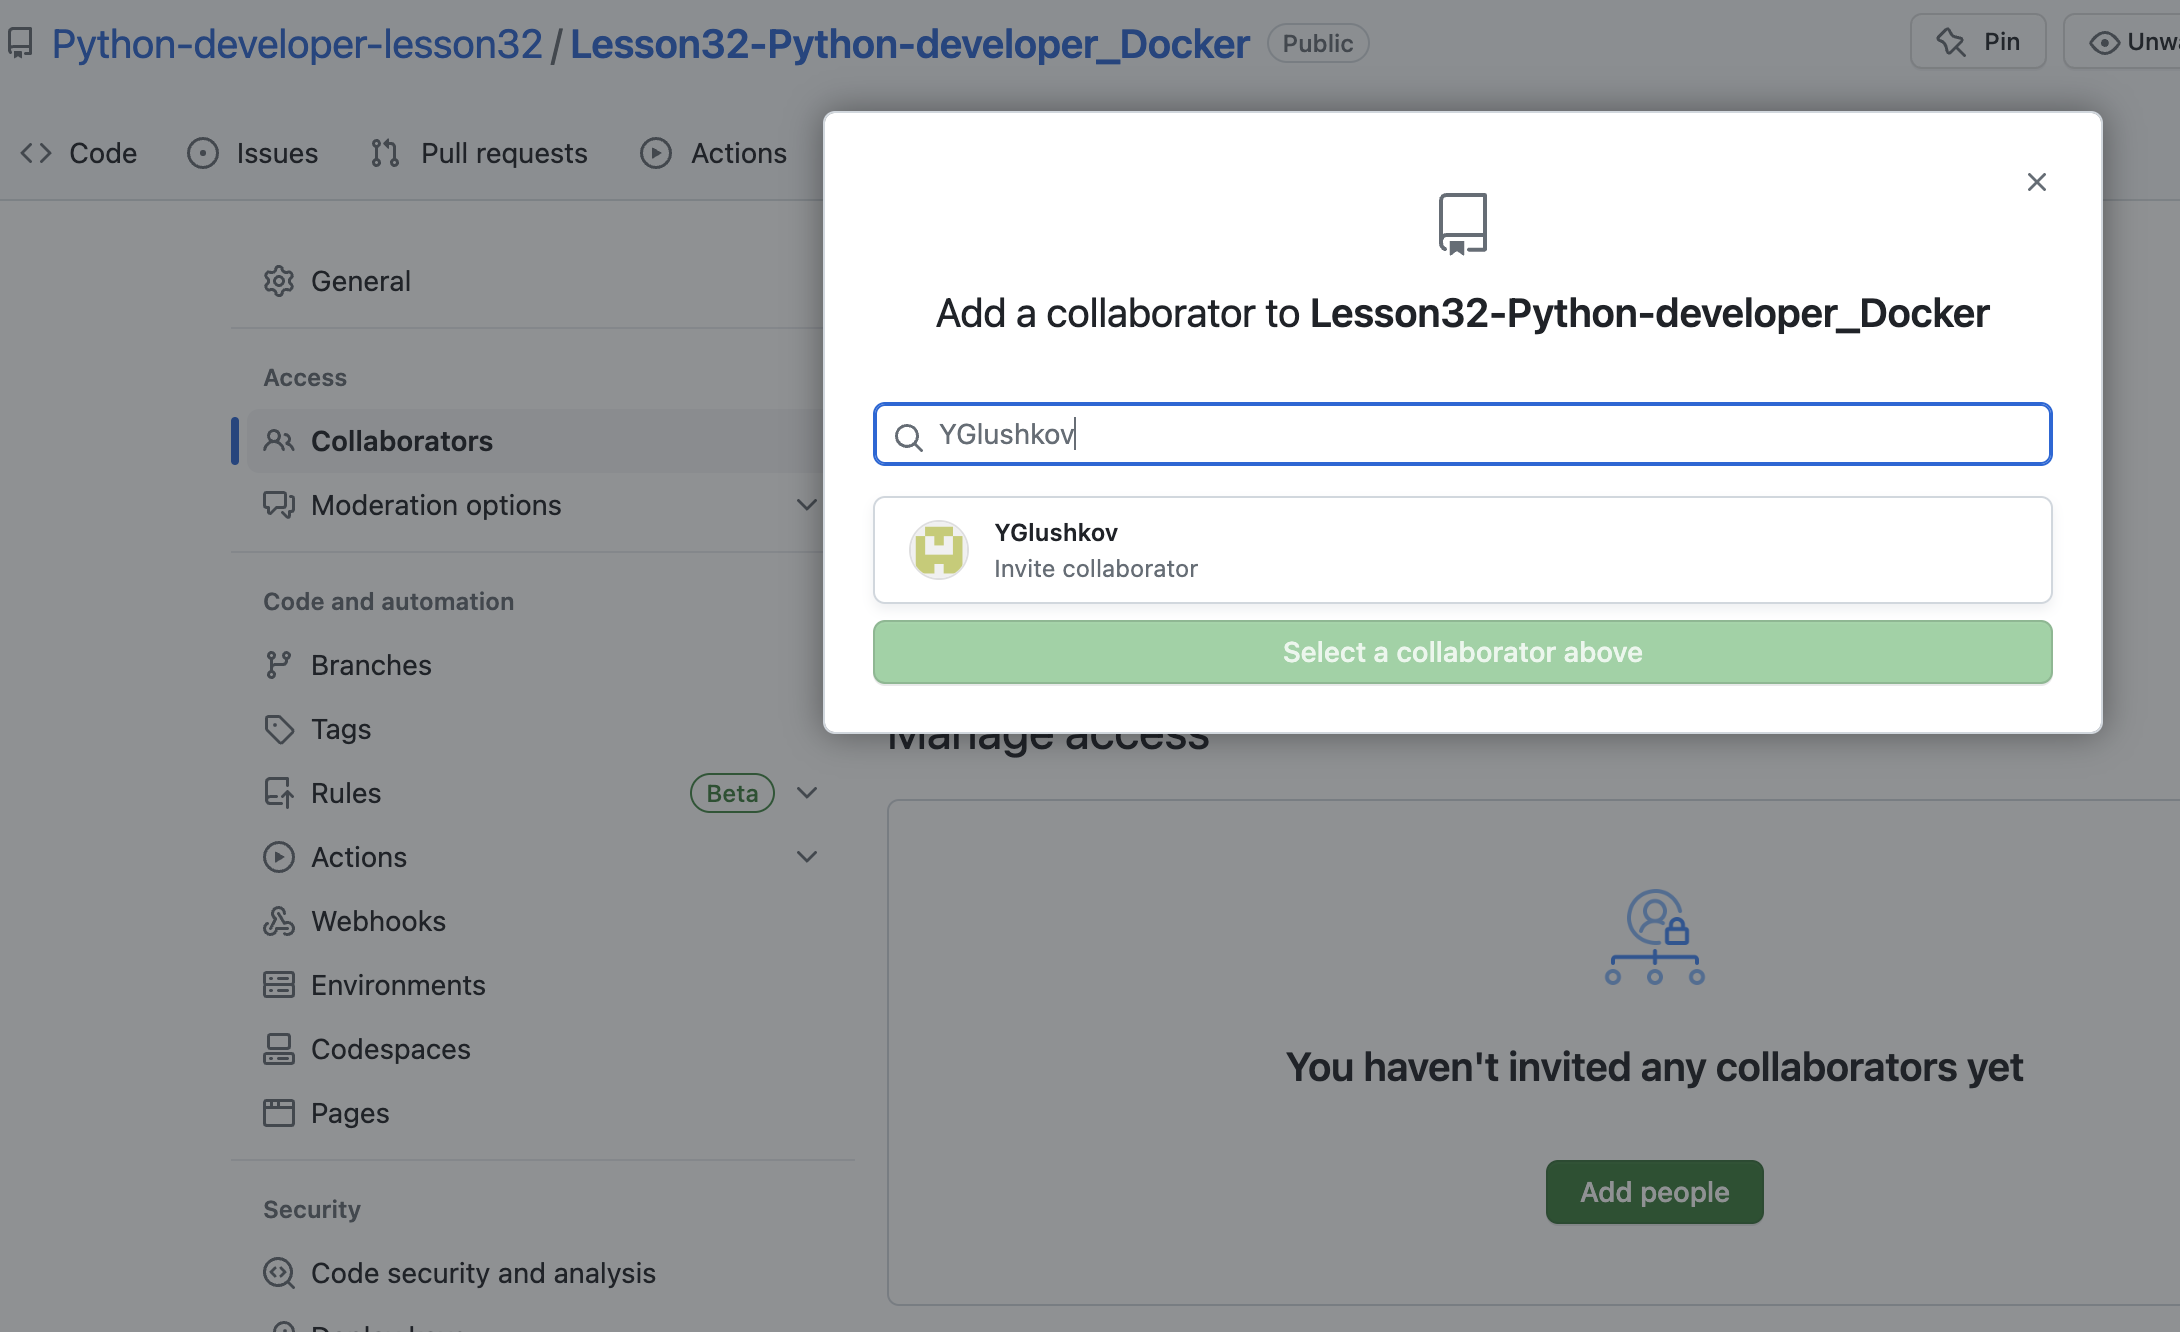 Python-developer-lesson32 / Lesson32-Python-developer_Docker Public Pin
Code Issues Pull requests Actions
Add a collaborator to Lesson32-Python-developer_Docker
YGlushkov
YGlushkov
Invite collaborator
Select a collaborator above
General
Access
Collaborators
Moderation options
Code and automation
Branches
Tags
Rules Beta
Actions
Webhooks
Environments
Codespaces
Pages
Security
Code security and analysis
Manage access
You haven't invited any collaborators yet
Add people